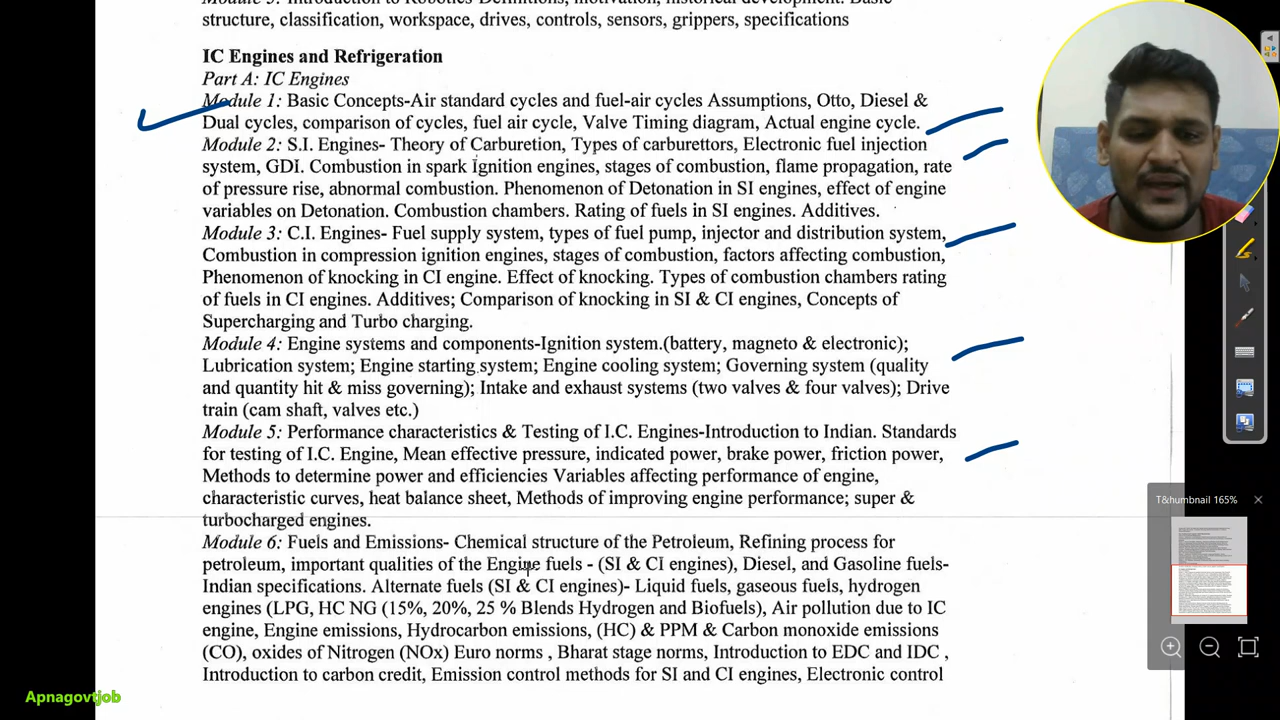 Module 5: Introduction to Robotics-Definitions, motivation, historical development. Basic
structure, classification, workspace, drives, controls, sensors, grippers, specifications
IC Engines and Refrigeration
Part A: IC Engines
Module 1: Basic Concepts-Air standard cycles and fuel-air cycles Assumptions, Otto, Diesel &
Dual cycles, comparison of cycles, fuel air cycle, Valve Timing diagram, Actual engine cycle.
Module 2: S.I. Engines- Theory of Carburetion, Types of carburettors, Electronic fuel injection
system, GDI. Combustion in spark Ignition engines, stages of combustion, flame propagation, rate
of pressure rise, abnormal combustion. Phenomenon of Detonation in SI engines, effect of engine
variables on Detonation. Combustion chambers. Rating of fuels in SI engines. Additives.
Module 3: C.I. Engines- Fuel supply system, types of fuel pump, injector and distribution system,
Combustion in compression ignition engines, stages of combustion, factors affecting combustion,
Phenomenon of knocking in CI engine. Effect of knocking. Types of combustion chambers rating
of fuels in CI engines. Additives; Comparison of knocking in SI & CI engines, Concepts of
Supercharging and Turbo charging.
Module 4: Engine systems and components-Ignition system.(battery, magneto & electronic);
Lubrication system; Engine starting system; Engine cooling system; Governing system (quality
and quantity hit & miss governing); Intake and exhaust systems (two valves & four valves); Drive
train (cam shaft, valves etc.)
Module 5: Performance characteristics & Testing of I.C. Engines-Introduction to Indian. Standards
for testing of I.C. Engine, Mean effective pressure, indicated power, brake power, friction power,
Methods to determine power and efficiencies Variables affecting performance of engine,
characteristic curves, heat balance sheet, Methods of improving engine performance; super &
turbocharged engines.
Module 6: Fuels and Emissions- Chemical structure of the Petroleum, Refining process for
petroleum, important qualities of the Engine fuels - (SI & CI engines), Diesel, and Gasoline fuels-
Indian specification. Alternate fuels (SI & CI engines)- Liquid fuels, gaseous fuels, hydrogen
engines (LPG, HC NG (15%, 20%, 25 % Blends Hydrogen and Biofuels), Air pollution due to IC
engine, Engine emissions, Hydrocarbon emissions, (HC) & PPM & Carbon monoxide emissions
(CO), oxides of Nitrogen (NOx) Euro norms , Bharat stage norms, Introduction to EDC and IDC ,
Introduction to carbon credit, Emission control methods for SI and CI engines, Electronic control
T&humbnail 165%
Apnagovtjob